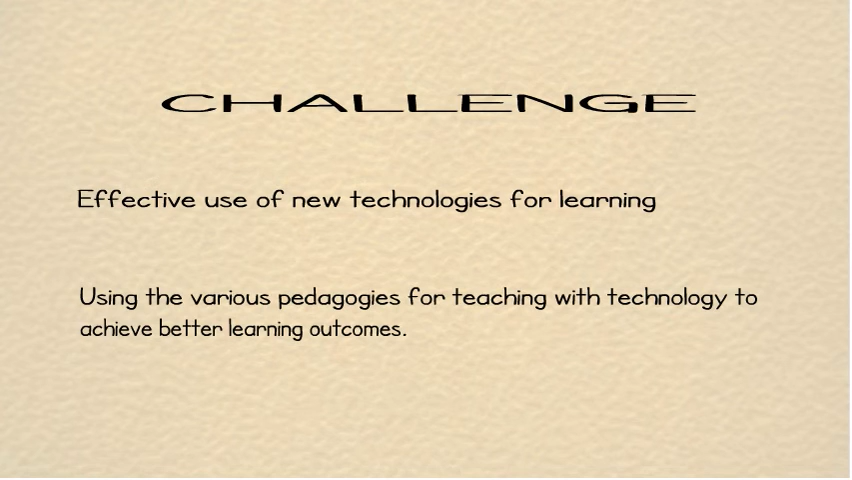 CHALLENGE
Effective use of new technologies for learning
Using the various pedagogies for teaching with technology to
achieve better learning outcomes.